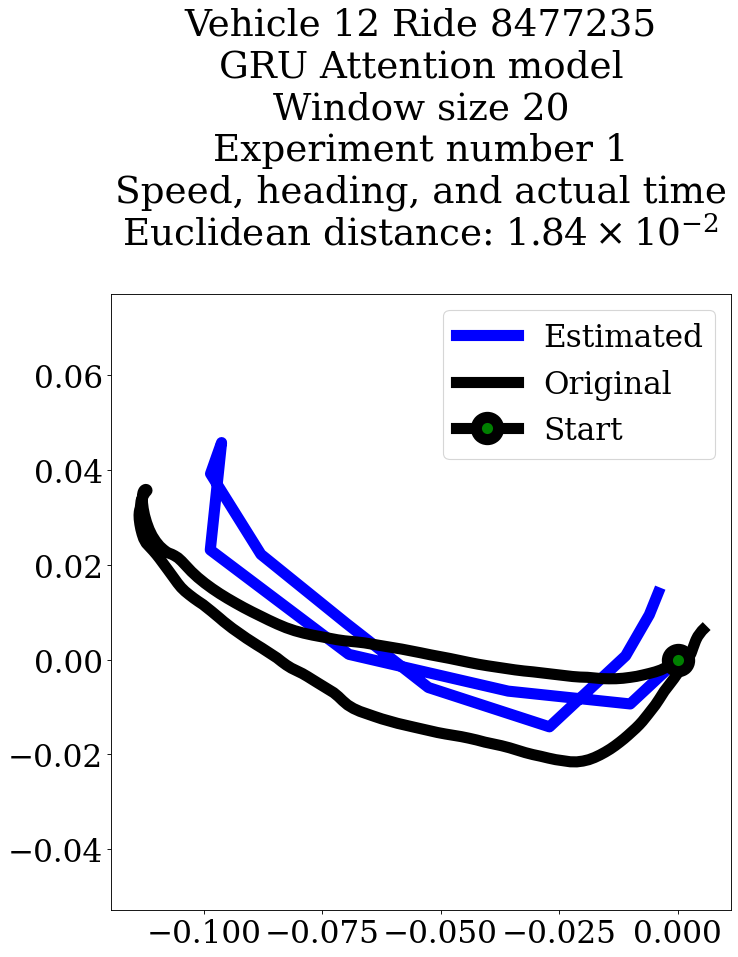 Vehicle 12 Ride 8477235
GRU Attention model
Window size 20
Experiment number 1
Speed, heading, and actual time
Euclidean distance: 1.84 × 10⁻²
Estimated
Original
Start
0.06
0.04
0.02
0.00
−0.02
−0.04
−0.100 −0.075 −0.050 −0.025 0.000